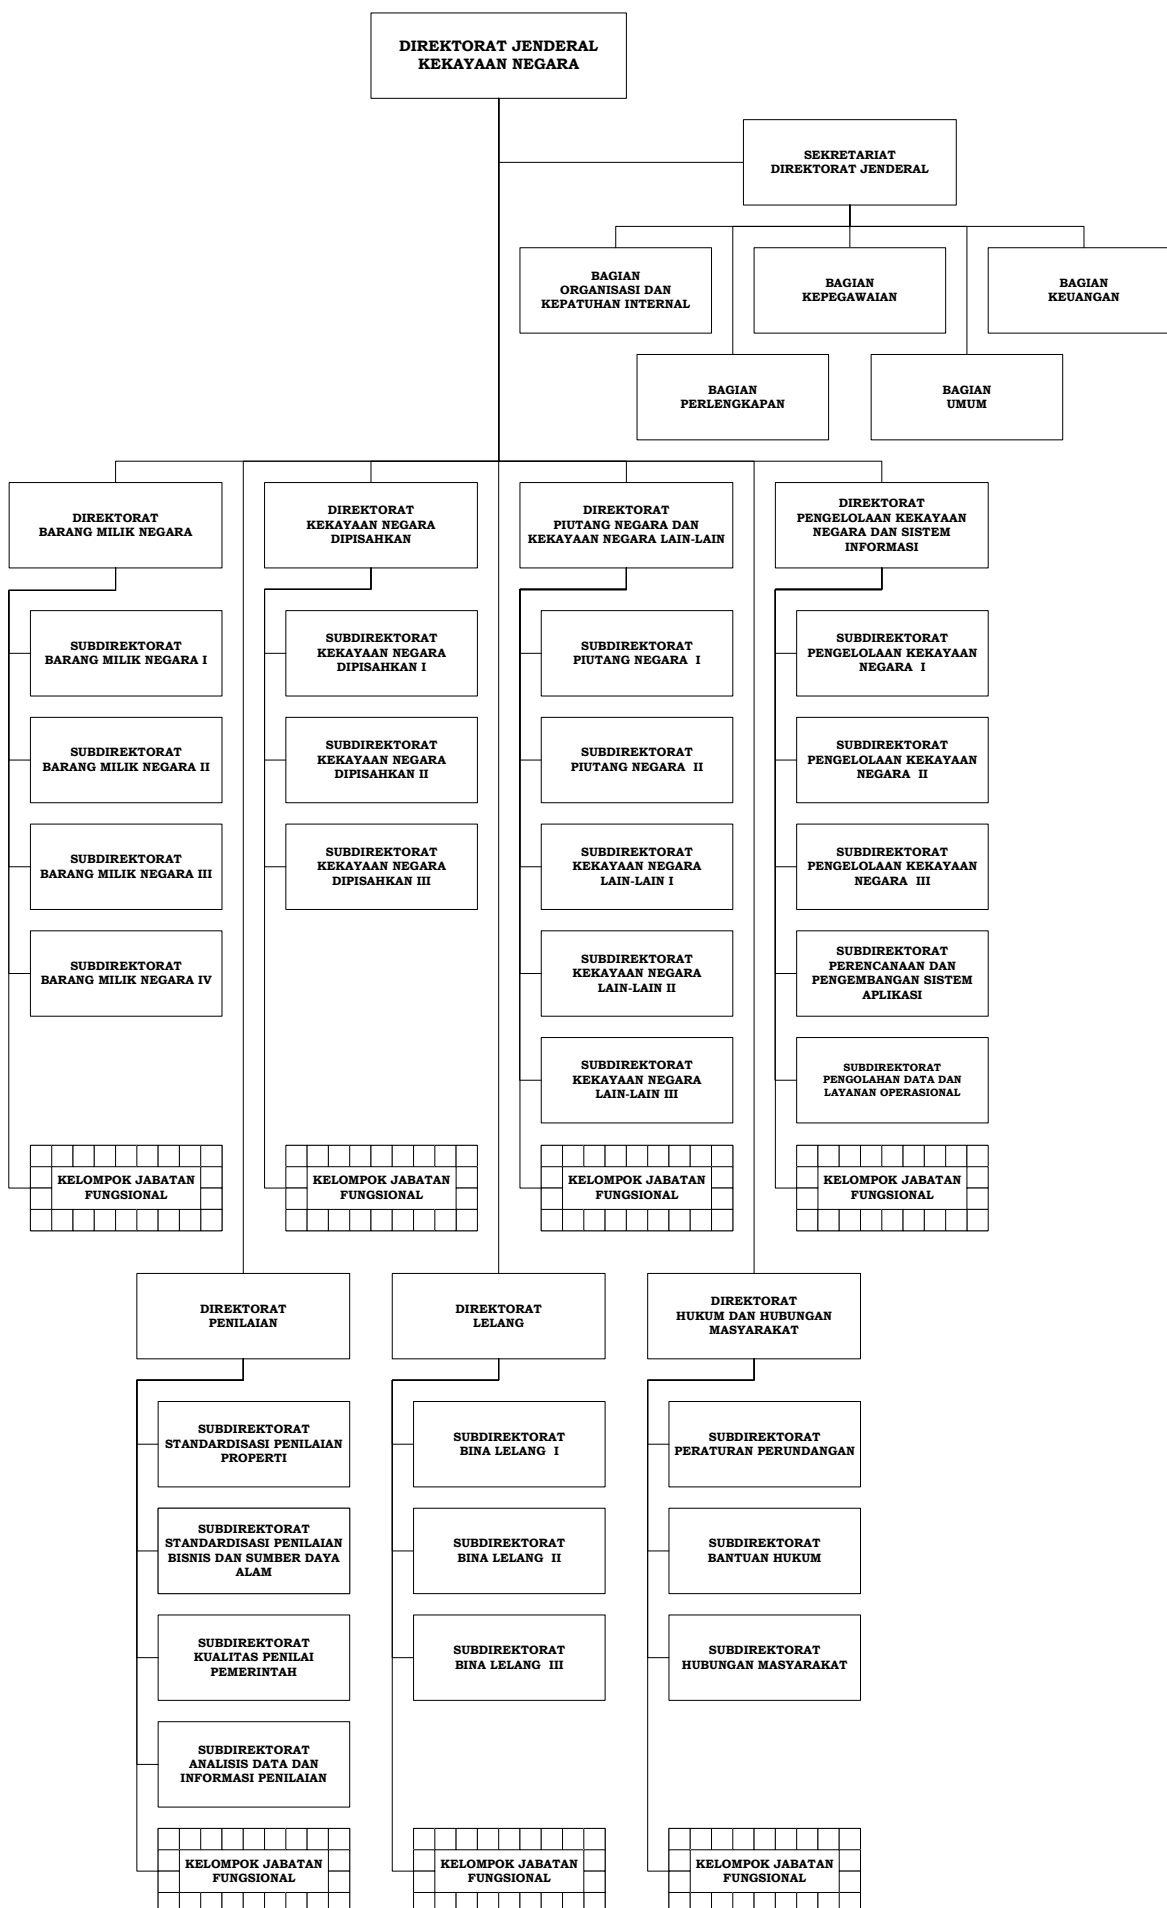 DIREKTORAT JENDERAL
KEKAYAAN NEGARA
SEKRETARIAT
DIREKTORAT JENDERAL
BAGIAN
ORGANISASI DAN
KEPATUHAN INTERNAL
BAGIAN
KEPEGAWAIAN
BAGIAN
KEUANGAN
BAGIAN
PERLENGKAPAN
BAGIAN
UMUM
DIREKTORAT
BARANG MILIK NEGARA
DIREKTORAT
KEKAYAAN NEGARA
DIPISAHKAN
DIREKTORAT
PIUTANG NEGARA DAN
KEKAYAAN NEGARA LAIN-LAIN
DIREKTORAT
PENGELOLAAN KEKAYAAN
NEGARA DAN SISTEM
INFORMASI
SUBDIREKTORAT
BARANG MILIK NEGARA I
SUBDIREKTORAT
KEKAYAAN NEGARA
DIPISAHKAN I
SUBDIREKTORAT
PIUTANG NEGARA I
SUBDIREKTORAT
PENGELOLAAN KEKAYAAN
NEGARA I
SUBDIREKTORAT
BARANG MILIK NEGARA II
SUBDIREKTORAT
KEKAYAAN NEGARA
DIPISAHKAN II
SUBDIREKTORAT
PIUTANG NEGARA II
SUBDIREKTORAT
PENGELOLAAN KEKAYAAN
NEGARA II
SUBDIREKTORAT
BARANG MILIK NEGARA III
SUBDIREKTORAT
KEKAYAAN NEGARA
DIPISAHKAN III
SUBDIREKTORAT
KEKAYAAN NEGARA
LAIN-LAIN I
SUBDIREKTORAT
PENGELOLAAN KEKAYAAN
NEGARA III
SUBDIREKTORAT
BARANG MILIK NEGARA IV
SUBDIREKTORAT
KEKAYAAN NEGARA
LAIN-LAIN II
SUBDIREKTORAT
PERENCANAAN DAN
PENGEMBANGAN SISTEM
APLIKASI
SUBDIREKTORAT
KEKAYAAN NEGARA
LAIN-LAIN III
SUBDIREKTORAT
PENGOLAHAN DATA DAN
LAYANAN OPERASIONAL
KELOMPOK JABATAN
FUNGSIONAL
KELOMPOK JABATAN
FUNGSIONAL
KELOMPOK JABATAN
FUNGSIONAL
KELOMPOK JABATAN
FUNGSIONAL
DIREKTORAT
PENILAIAN
DIREKTORAT
LELANG
DIREKTORAT
HUKUM DAN HUBUNGAN
MASYARAKAT
SUBDIREKTORAT
STANDARDISASI PENILAIAN
PROPERTI
SUBDIREKTORAT
BINA LELANG I
SUBDIREKTORAT
PERATURAN PERUNDANGAN
SUBDIREKTORAT
STANDARDISASI PENILAIAN
BISNIS DAN SUMBER DAYA
ALAM
SUBDIREKTORAT
BINA LELANG II
SUBDIREKTORAT
BANTUAN HUKUM
SUBDIREKTORAT
KUALITAS PENILAI
PEMERINTAH
SUBDIREKTORAT
BINA LELANG III
SUBDIREKTORAT
HUBUNGAN MASYARAKAT
SUBDIREKTORAT
ANALISIS DATA DAN
INFORMASI PENILAIAN
KELOMPOK JABATAN
FUNGSIONAL
KELOMPOK JABATAN
FUNGSIONAL
KELOMPOK JABATAN
FUNGSIONAL